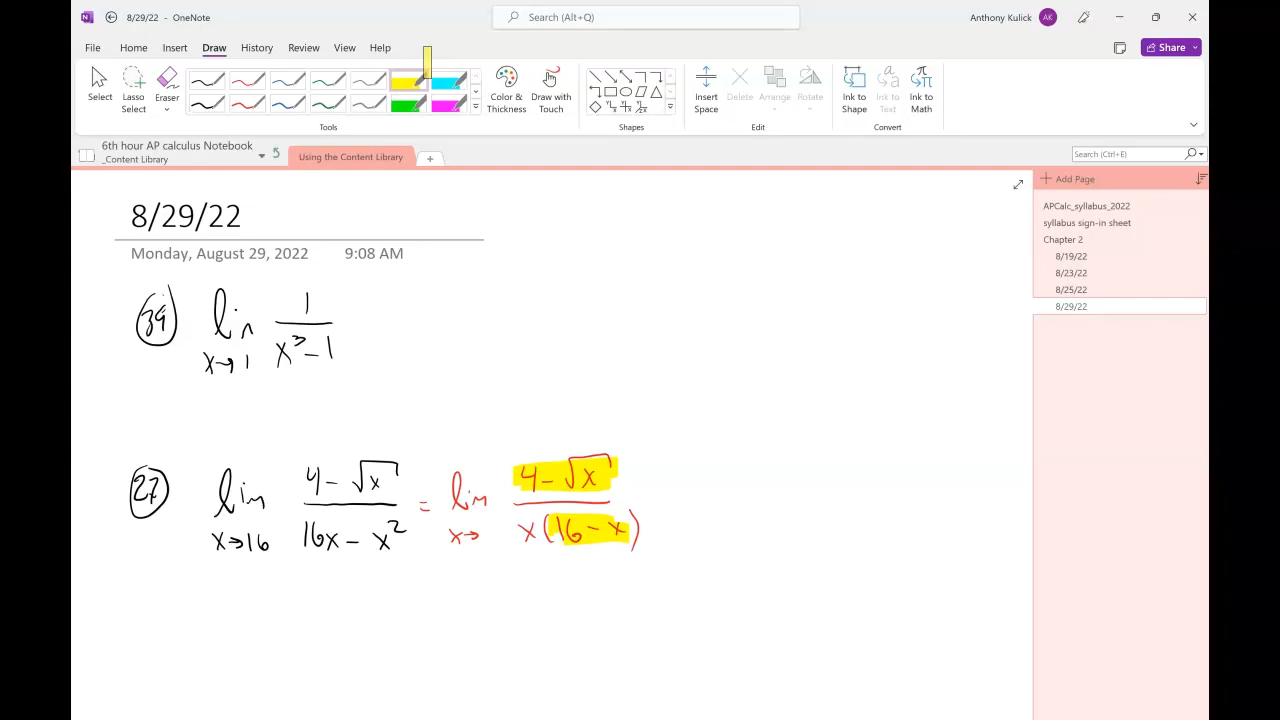 8/29/22 - OneNote
Search (Alt+Q)
Anthony Kulick AK
File Home Insert Draw History Review View Help
Share
Select Lasso Select Eraser
Color & Thickness
Draw with Touch
Insert Space
Delete Arrange Rotate
Ink to Shape
Ink to Text
Ink to Math
Tools Shapes Edit Convert
6th hour AP calculus Notebook
_Content Library
Using the Content Library
Search (Ctrl+E)
Add Page
APCalc_syllabus_2022
syllabus sign-in sheet
Chapter 2
8/19/22
8/23/22
8/25/22
8/29/22
8/29/22
Monday, August 29, 2022 9:08 AM
39 lim x→1 1/(x³ - 1)
27 lim x→16 (4 - √x)/(16x - x²) = lim x→ (4 - √x)/(x(16 - x))